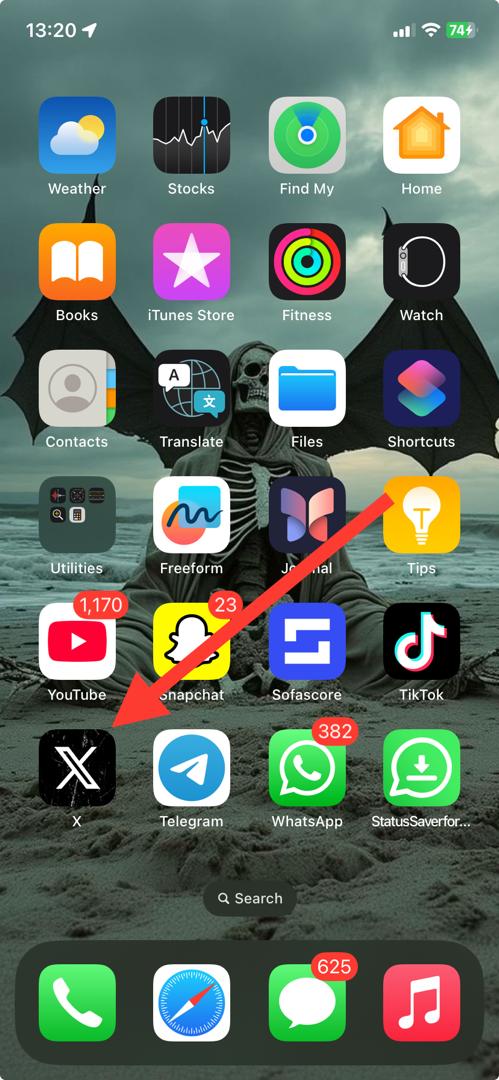 13:20
74
Weather
Stocks
Find My
Home
Books
iTunes Store
Fitness
Watch
Contacts
A
文
Translate
Files
Shortcuts
Utilities
Freeform
Tips
1,170
23
YouTube
Snapchat
Sofascore
TikTok
382
X
Telegram
WhatsApp
StatusSaverfor...
Search
625